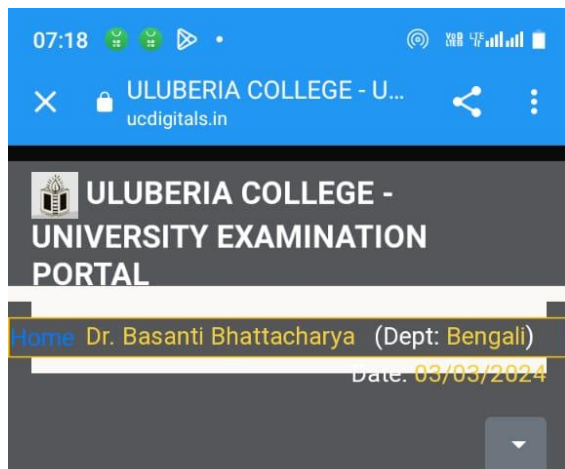 07:18
ULUBERIA COLLEGE - U...
ucdigitals.in
ULUBERIA COLLEGE -
UNIVERSITY EXAMINATION
PORTAL
Home Dr. Basanti Bhattacharya (Dept: Bengali)
Date: 03/03/2024